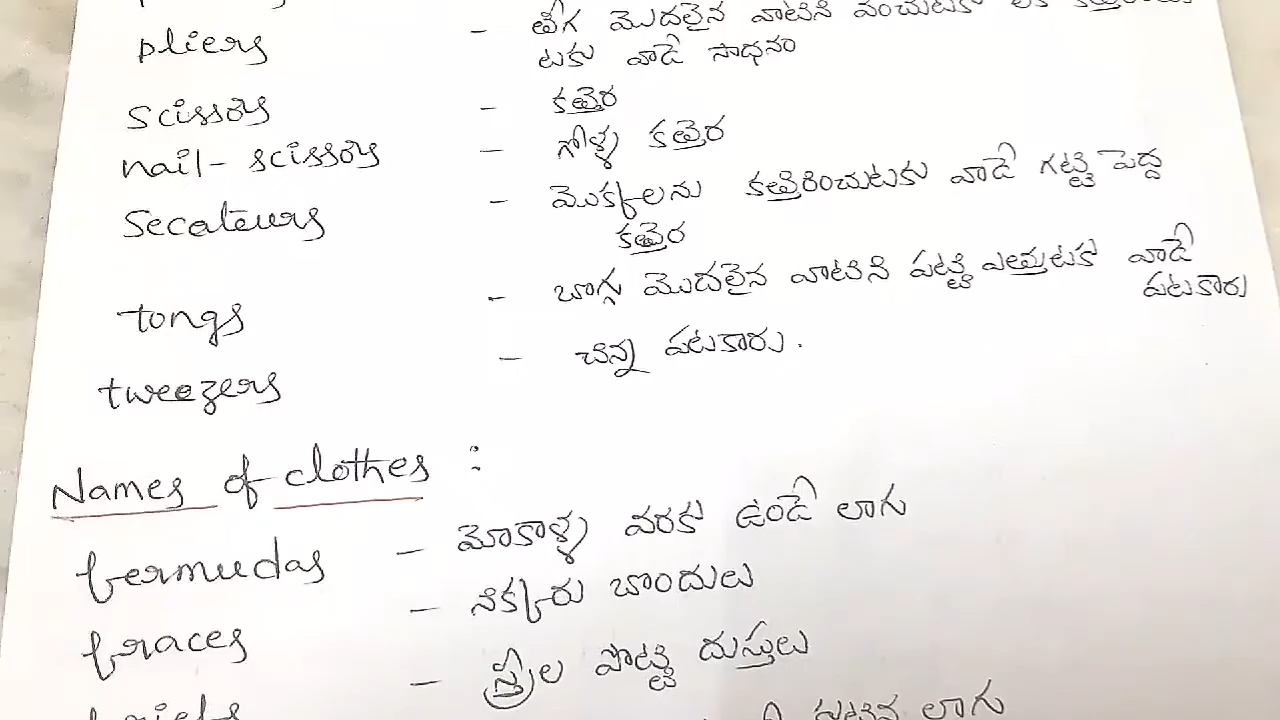 pliers - తీగ మొదలైన వాటిని వంచుటకు లేక
టకు వాడే సాధనం
scissors - కత్తెర
nail-scissors - గోళ్ళ కత్తెర
Secateurs - మొక్కలను కత్తిరించుటకు వాడే గట్టి పెద్ద
కత్తెర
tongs - బొగ్గు మొదలైన వాటిని పట్టి ఎత్తుటకు వాడే
పటకారు
tweezers - చిన్న పటకారు.
Names of clothes :
bermudas - మోకాళ్ళ వరకు ఉండే లాగు
braces - నిక్కరు బొందులు
briefs - స్త్రీల పొట్టి దుస్తులు
లాగు